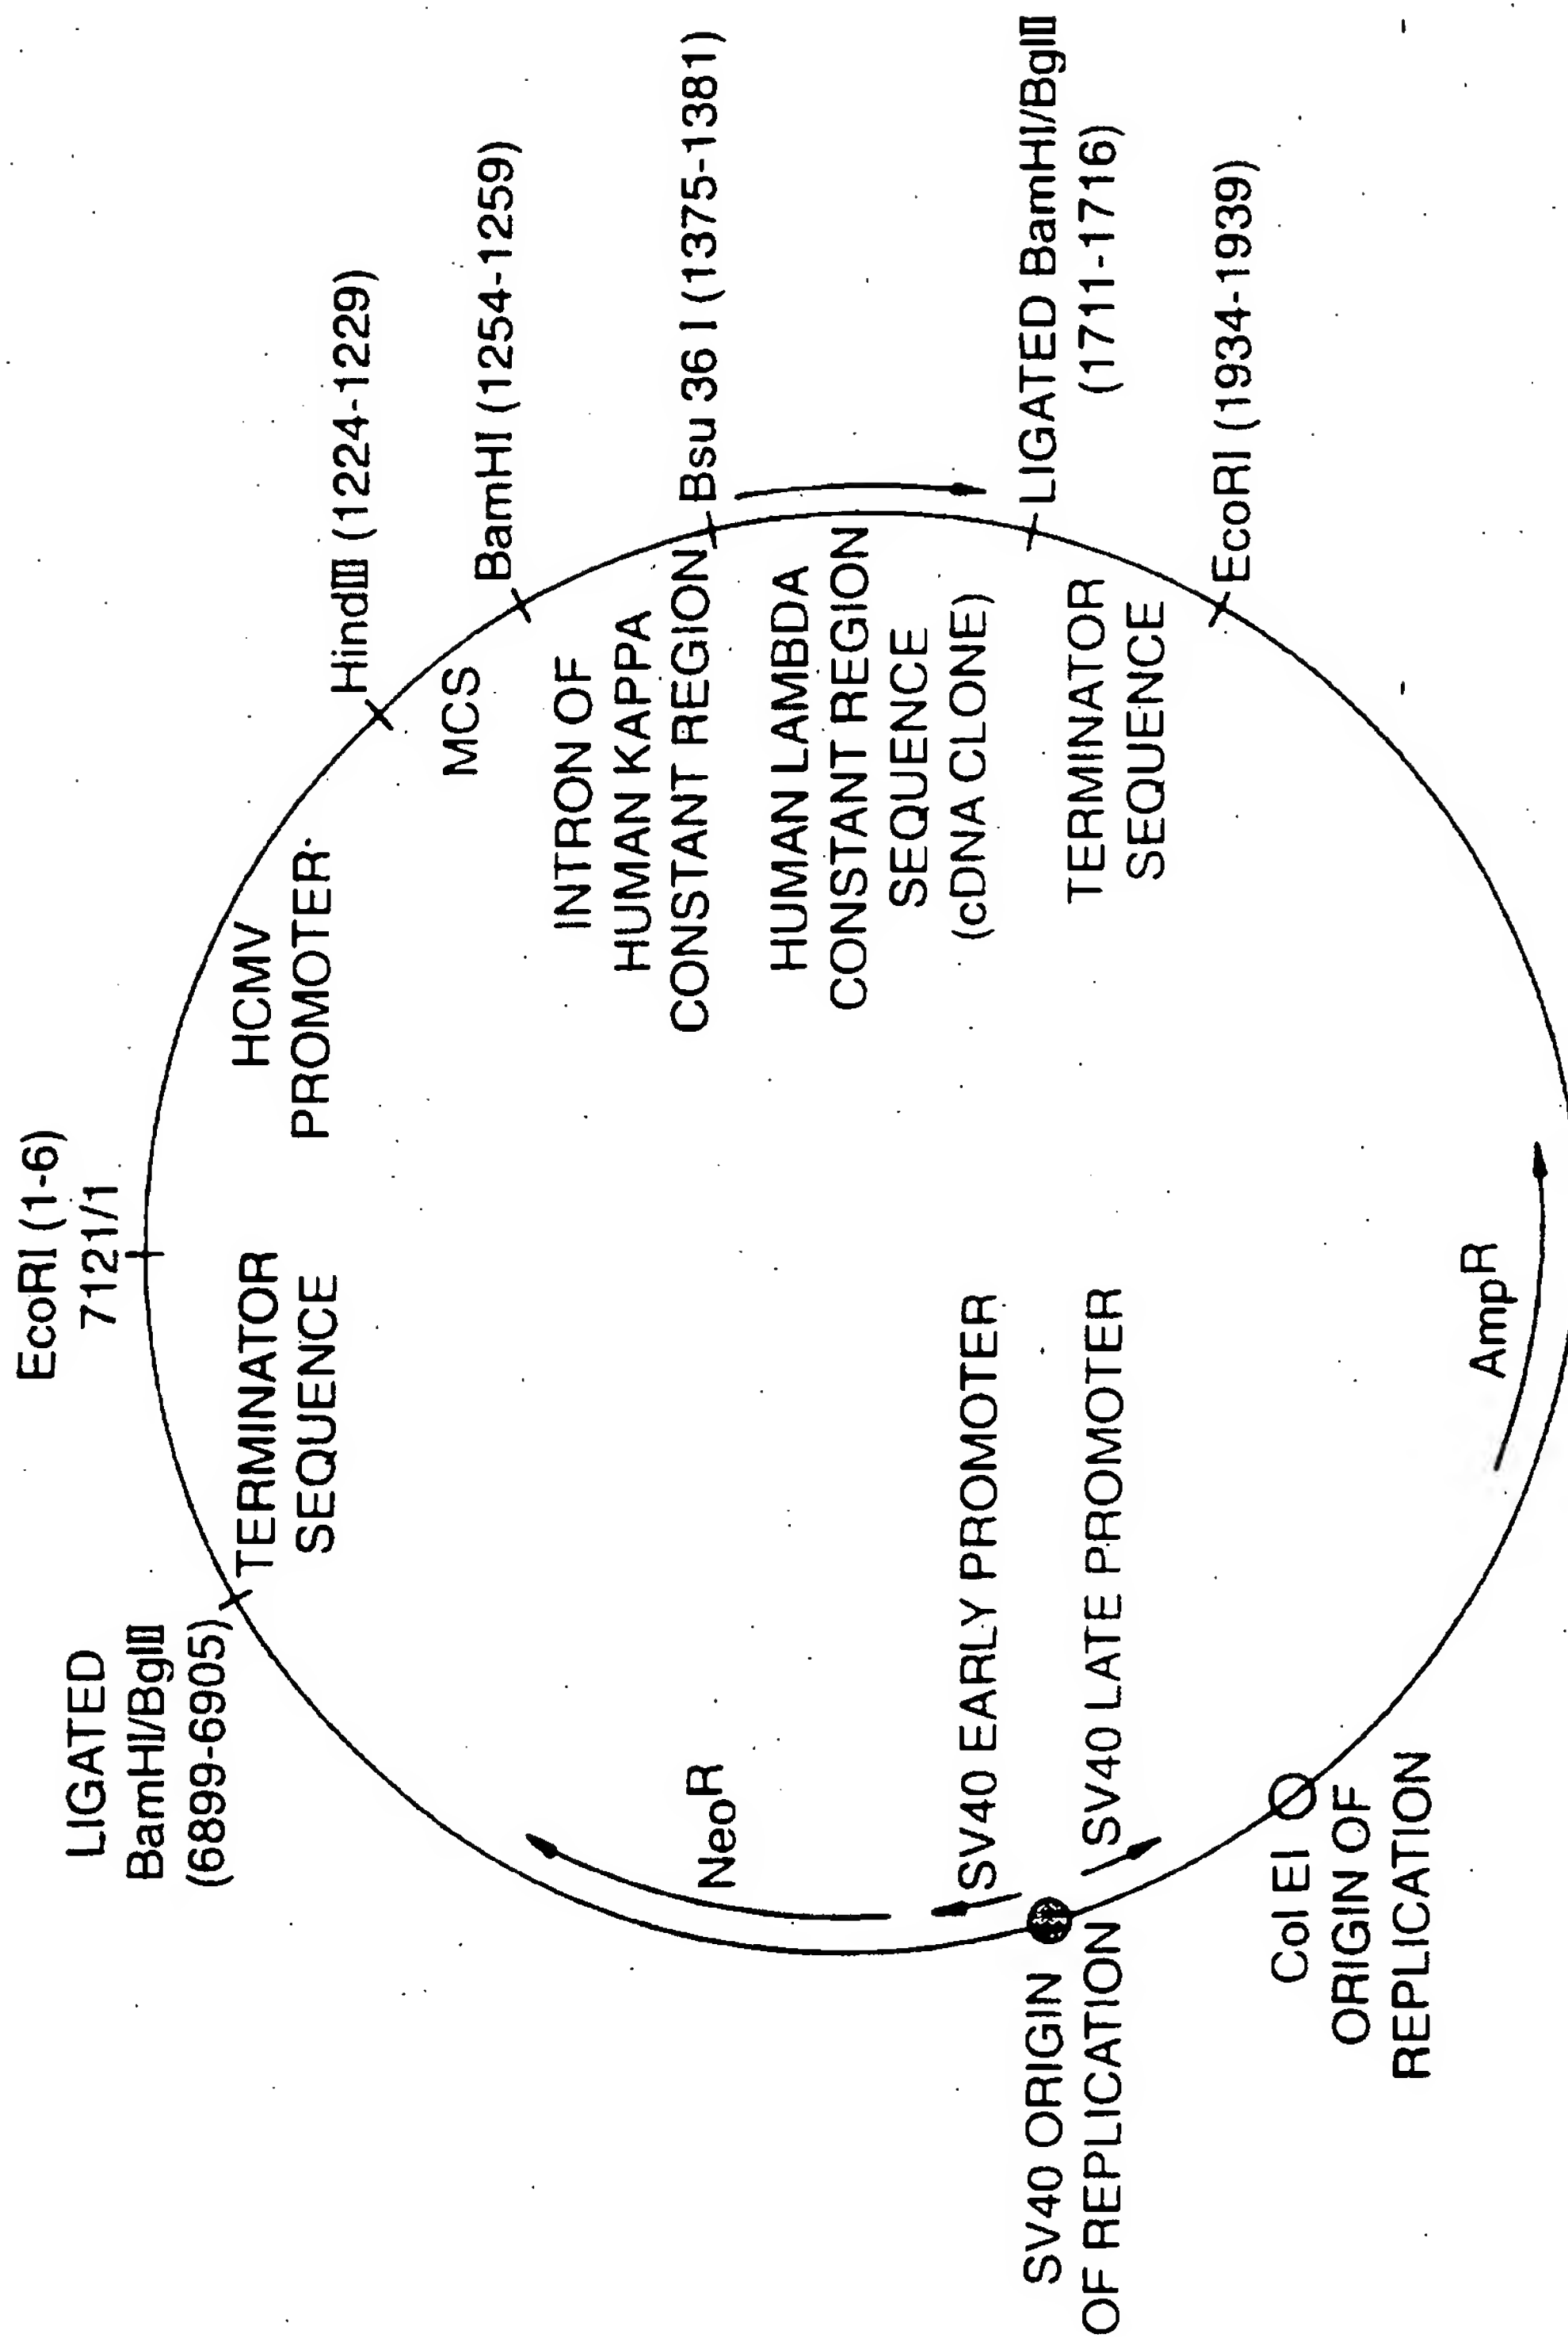 EcoRI (1-6)
7121/1
HindⅢ (1224-1229)
BamHI (1254-1259)
Bsu 36 I (1375-1381)
LIGATED BamHI/BglII
(1711-1716)
EcoRI (1934-1939)
HCMV
PROMOTER
MCS
INTRON OF
HUMAN KAPPA
CONSTANT REGION
HUMAN LAMBDA
CONSTANT REGION
SEQUENCE
(cDNA CLONE)
TERMINATOR
SEQUENCE
AmpR
Col EI
ORIGIN OF
REPLICATION
SV40 LATE PROMOTER
SV40 EARLY PROMOTER
SV40 ORIGIN
OF REPLICATION
NeoR
LIGATED
BamHI/BglII
(6899-6905)
TERMINATOR
SEQUENCE